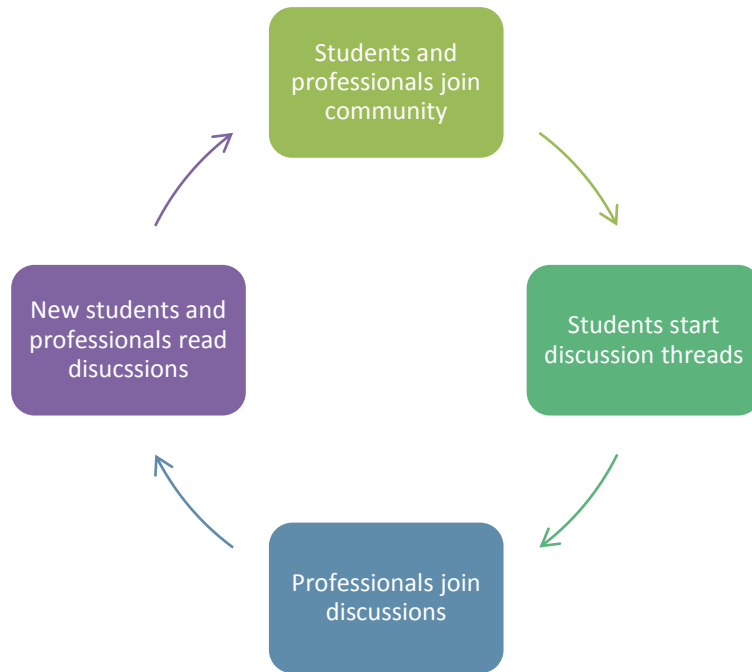 Students and
professionals join
community
Students start
discussion threads
Professionals join
discussions
New students and
professionals read
disucssions